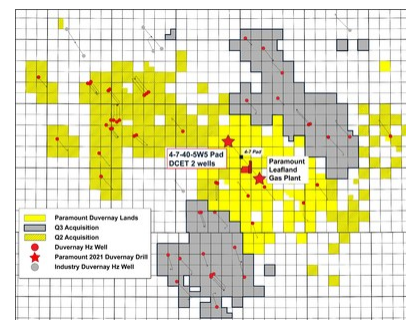 4-7-40-5W5 Pad
DCET 2 wells
4-7 Pad
Paramount
Leafland
Gas Plant
Paramount Duvernay Lands
Q3 Acquisition
Q2 Acquisition
Duvernay Hz Well
Paramount 2021 Duvernay Drill
Industry Duvernay Hz Well